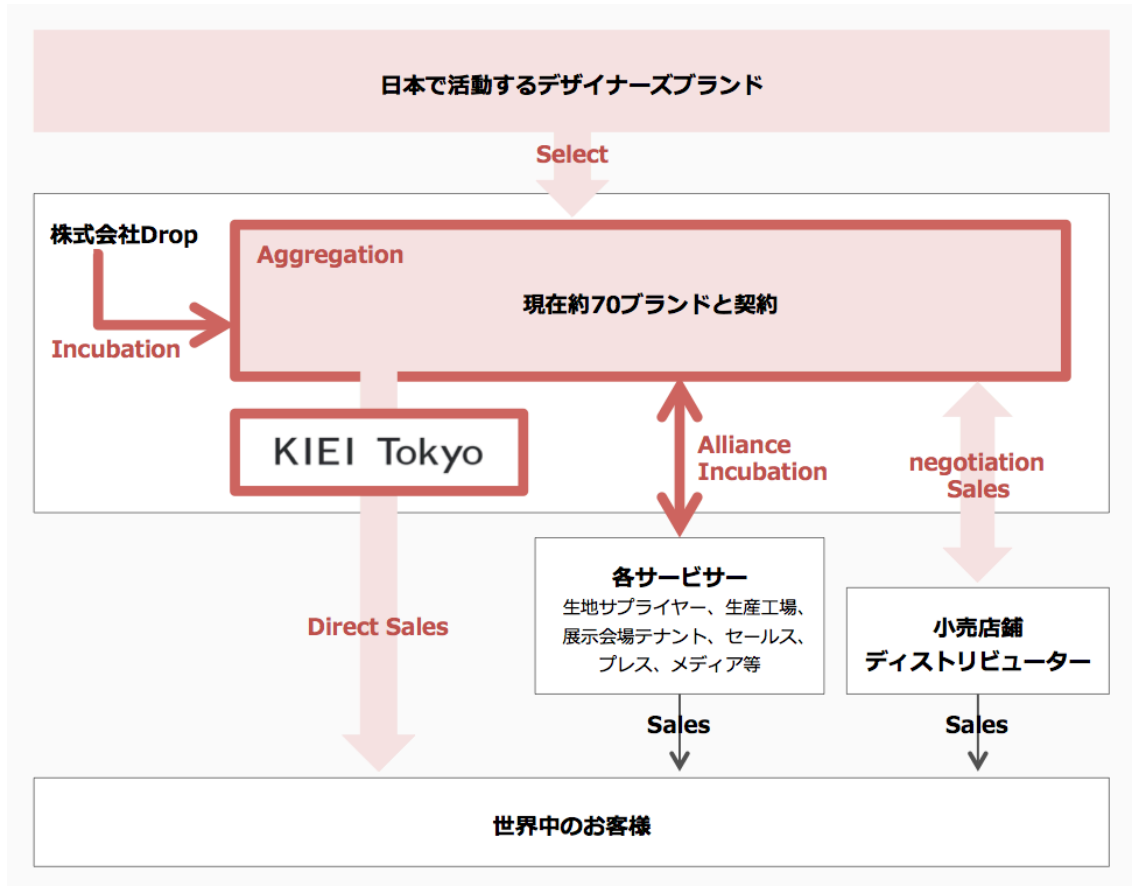 日本で活動するデザイナーズブランド
Select
株式会社Drop
Aggregation
現在約70ブランドと契約
Incubation
KIEI Tokyo
Alliance
Incubation
negotiation
Sales
各サービサー
生地サプライヤー、生産工場、
展示会場テナント、セールス、
プレス、メディア等
小売店舗
ディストリビューター
Direct Sales
Sales
Sales
世界中のお客様